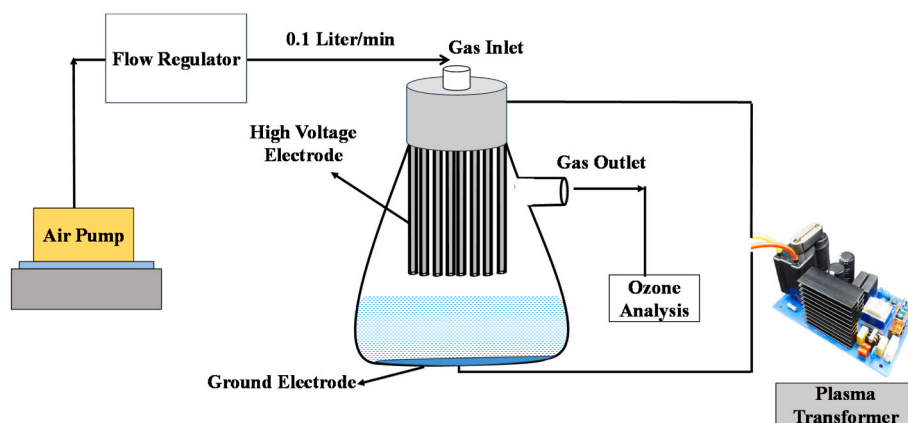 0.1 Liter/min
Gas Inlet
Flow Regulator
High Voltage
Electrode
Gas Outlet
Air Pump
Ozone
Analysis
Ground Electrode
Plasma
Transformer